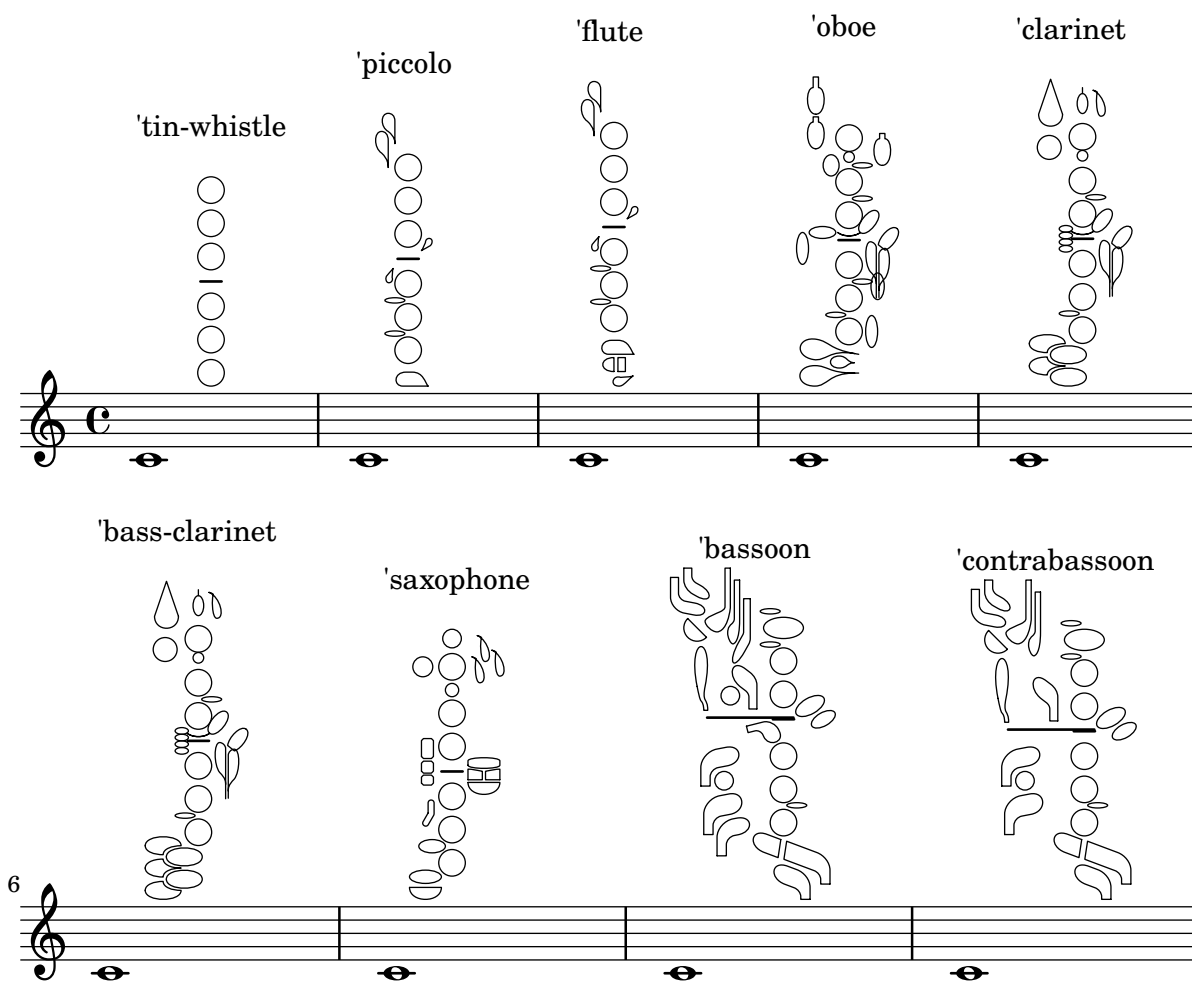 'tin-whistle
'piccolo
'flute
'oboe
'clarinet
'bass-clarinet
'saxophone
'bassoon
'contrabassoon
6